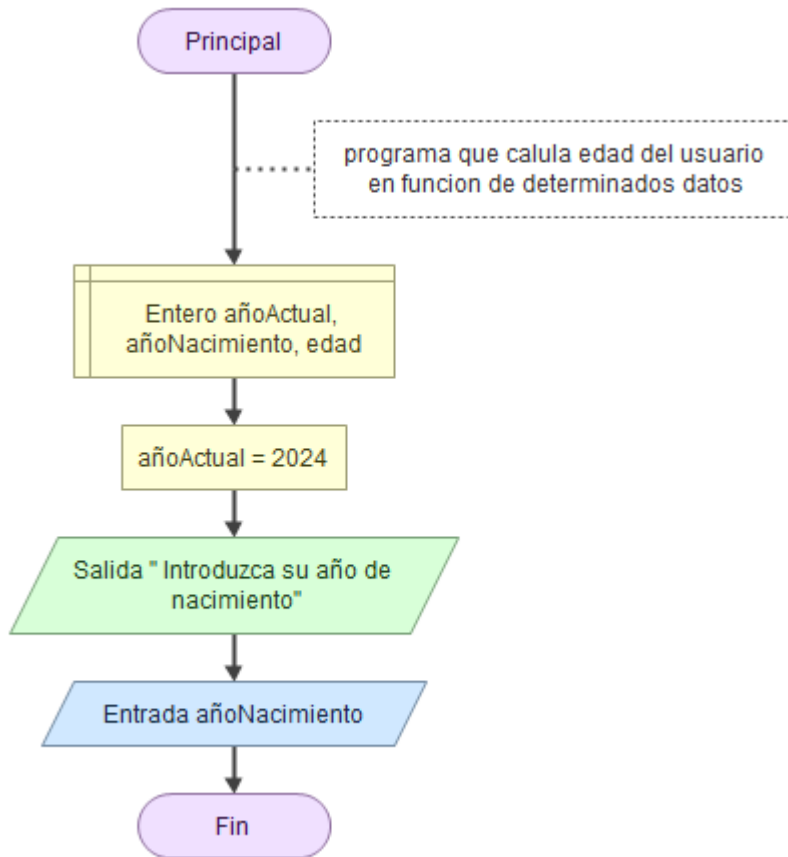 Principal
programa que calula edad del usuario
en funcion de determinados datos
Entero añoActual,
añoNacimiento, edad
añoActual = 2024
Salida " Introduzca su año de
nacimiento"
Entrada añoNacimiento
Fin